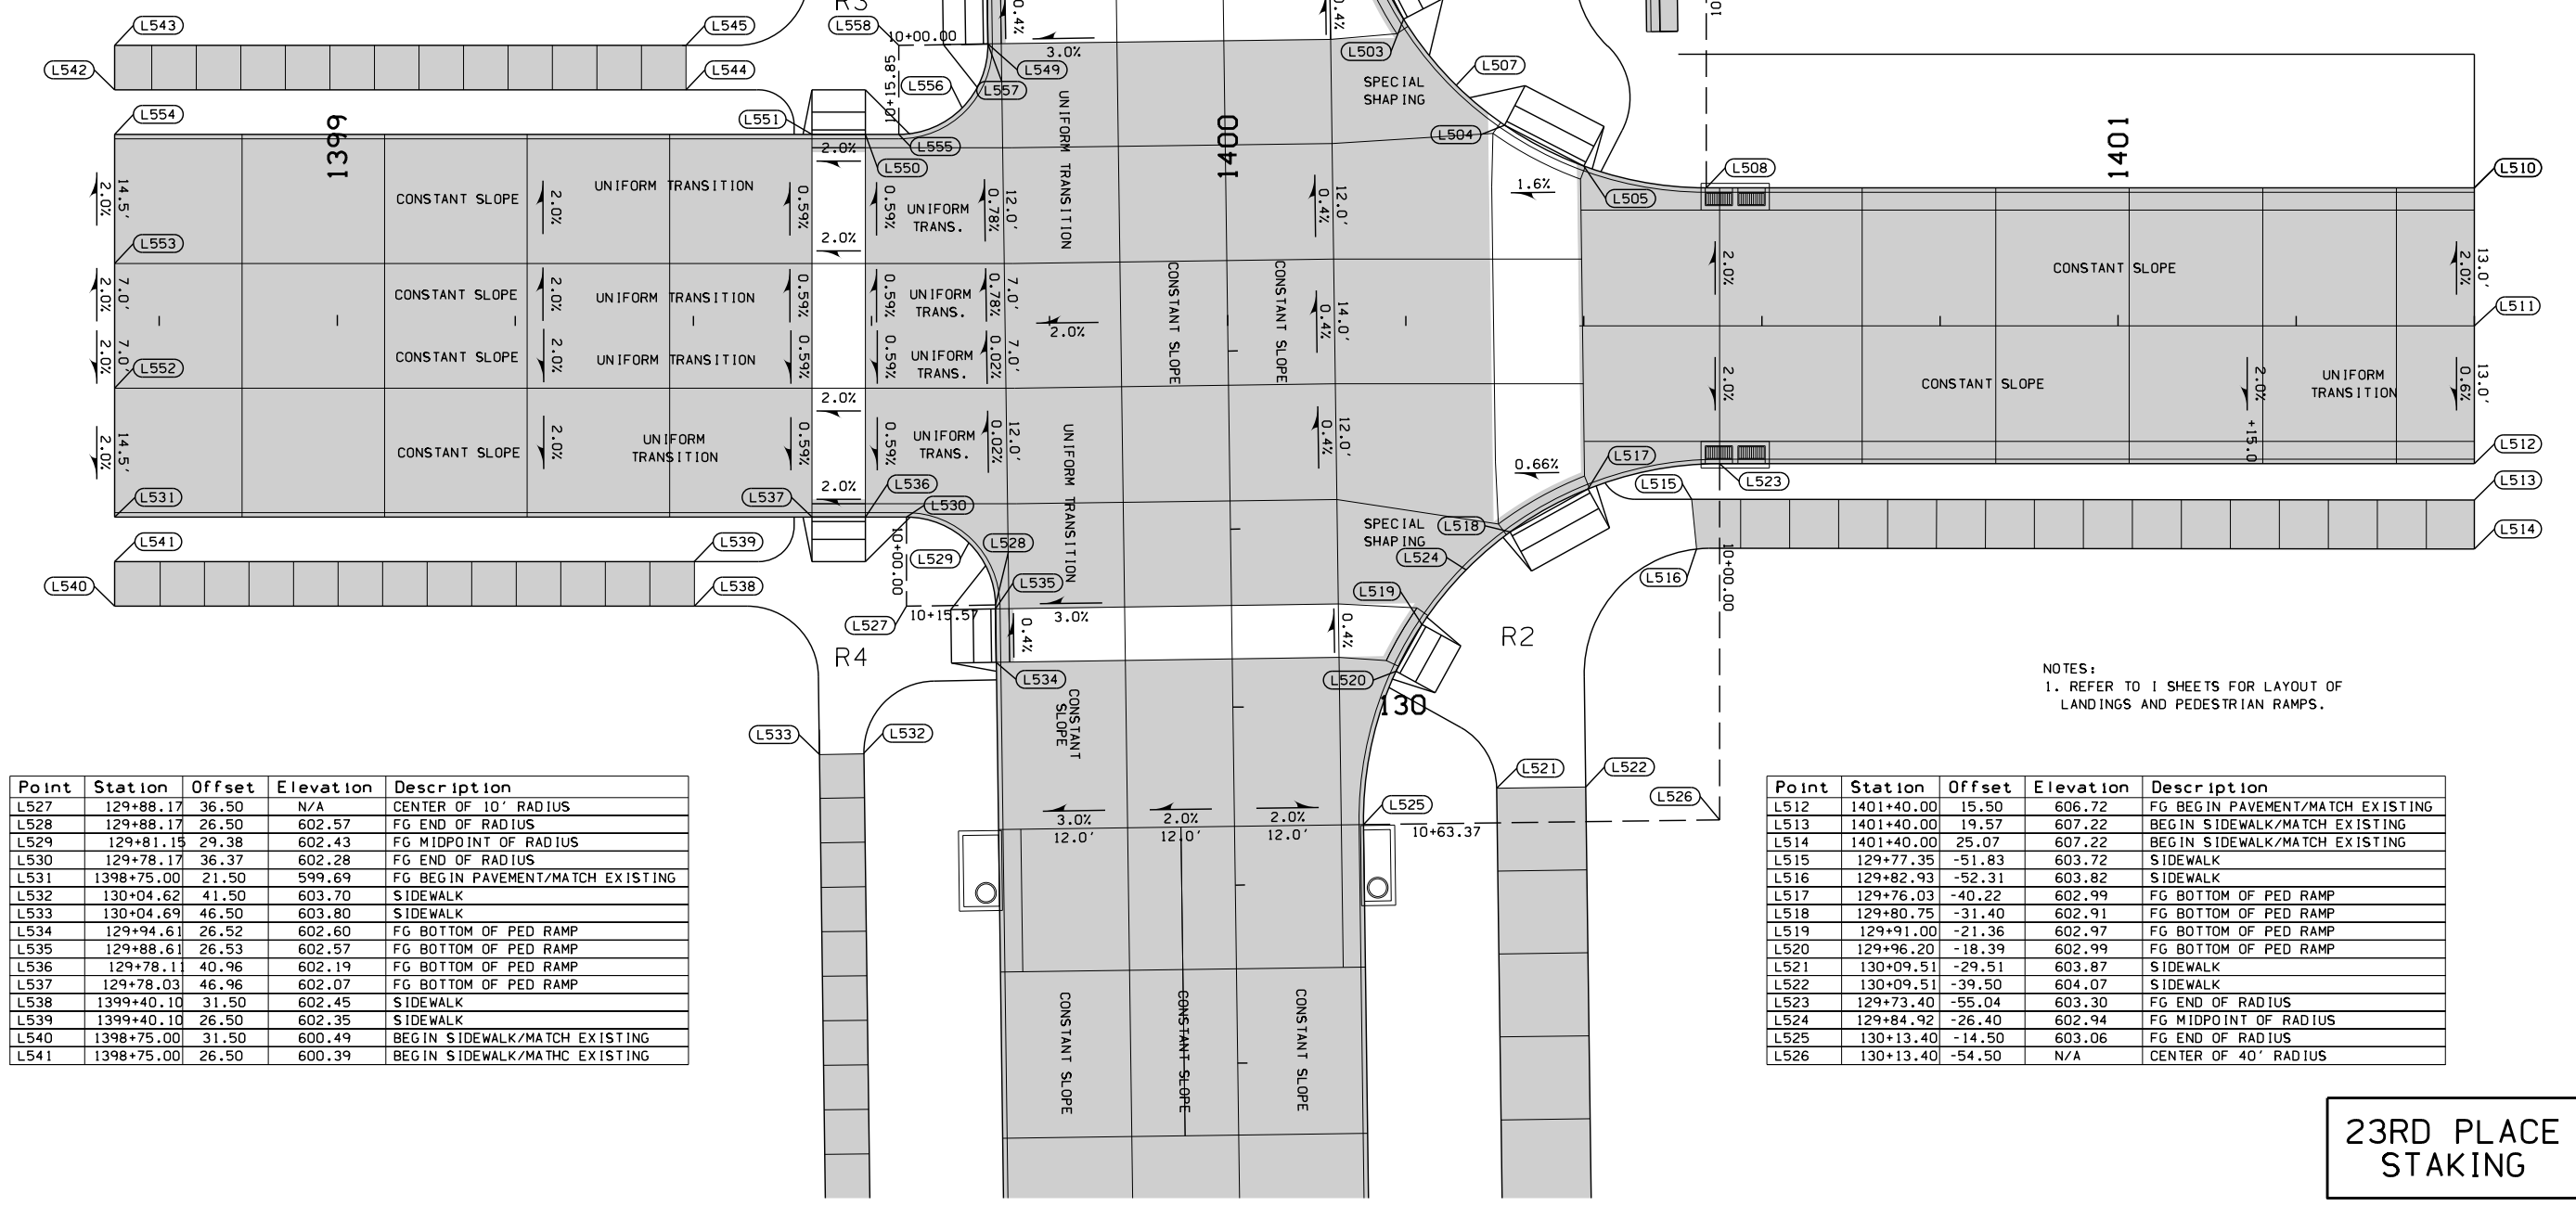 R3
L543
L545
L558
10+00.00
0.4%
3.0%
.4%
L503
10
L542
L544
10+15.85
L556
L549
L557
SPECIAL
SHAPING
L507
L554
1399
L551
2.0%
L555
L550
UNIFORM TRANSITION
1400
L504
1401
L508
L510
2.0%
14.5'
CONSTANT SLOPE
2.0%
UNIFORM TRANSITION
0.59%
0.59%
UNIFORM
TRANS.
0.78%
12.0'
0.4%
12.0'
1.6%
L505
L553
2.0%
2.0%
CONSTANT SLOPE
2.0%
13.0'
2.0%
7.0'
CONSTANT SLOPE
2.0%
UNIFORM TRANSITION
0.59%
0.59%
UNIFORM
TRANS.
0.78%
7.0'
2.0%
CONSTANT SLOPE
CONSTANT SLOPE
0.4%
14.0'
L511
2.0%
7.0'
L552
CONSTANT SLOPE
2.0%
UNIFORM TRANSITION
0.59%
0.59%
UNIFORM
TRANS.
0.02%
7.0'
2.0%
CONSTANT SLOPE
2.0%
UNIFORM
TRANSITION
0.6%
13.0'
2.0%
2.0%
14.5'
CONSTANT SLOPE
2.0%
UNIFORM
TRANSITION
0.59%
0.59%
UNIFORM
TRANS.
0.02%
12.0'
UNIFORM TRANSITION
0.4%
12.0'
0.66%
L517
+15.0
L512
L531
L537
2.0%
L536
L530
L515
L523
L513
L541
L539
10+00.00
L529
L528
SPECIAL
SHAPING
L518
L524
L514
L540
L538
L535
L519
L516
10+00.00
L527
10+15.57
3.0%
0.4%
0.4%
R4
R2
L534
L520
130
NOTES:
1. REFER TO I SHEETS FOR LAYOUT OF
LANDINGS AND PEDESTRIAN RAMPS.
CONSTANT
SLOPE
L533
L532
L521
L522
L526
L525
3.0%
2.0%
2.0%
12.0'
12.0'
12.0'
10+63.37
CONSTANT SLOPE
CONSTANT SLOPE
CONSTANT SLOPE
Point Station Offset Elevation Description
L527 129+88.17 36.50 N/A CENTER OF 10' RADIUS
L528 129+88.17 26.50 602.57 FG END OF RADIUS
L529 129+81.15 29.38 602.43 FG MIDPOINT OF RADIUS
L530 129+78.17 36.37 602.28 FG END OF RADIUS
L531 1398+75.00 21.50 599.69 FG BEGIN PAVEMENT/MATCH EXISTING
L532 130+04.62 41.50 603.70 SIDEWALK
L533 130+04.69 46.50 603.80 SIDEWALK
L534 129+94.61 26.52 602.60 FG BOTTOM OF PED RAMP
L535 129+88.61 26.53 602.57 FG BOTTOM OF PED RAMP
L536 129+78.11 40.96 602.19 FG BOTTOM OF PED RAMP
L537 129+78.03 46.96 602.07 FG BOTTOM OF PED RAMP
L538 1399+40.10 31.50 602.45 SIDEWALK
L539 1399+40.10 26.50 602.35 SIDEWALK
L540 1398+75.00 31.50 600.49 BEGIN SIDEWALK/MATCH EXISTING
L541 1398+75.00 26.50 600.39 BEGIN SIDEWALK/MATHC EXISTING
Point Station Offset Elevation Description
L512 1401+40.00 15.50 606.72 FG BEGIN PAVEMENT/MATCH EXISTING
L513 1401+40.00 19.57 607.22 BEGIN SIDEWALK/MATCH EXISTING
L514 1401+40.00 25.07 607.22 BEGIN SIDEWALK/MATCH EXISTING
L515 129+77.35 -51.83 603.72 SIDEWALK
L516 129+82.93 -52.31 603.82 SIDEWALK
L517 129+76.03 -40.22 602.99 FG BOTTOM OF PED RAMP
L518 129+80.75 -31.40 602.91 FG BOTTOM OF PED RAMP
L519 129+91.00 -21.36 602.97 FG BOTTOM OF PED RAMP
L520 129+96.20 -18.39 602.99 FG BOTTOM OF PED RAMP
L521 130+09.51 -29.51 603.87 SIDEWALK
L522 130+09.51 -39.50 604.07 SIDEWALK
L523 129+73.40 -55.04 603.30 FG END OF RADIUS
L524 129+84.92 -26.40 602.94 FG MIDPOINT OF RADIUS
L525 130+13.40 -14.50 603.06 FG END OF RADIUS
L526 130+13.40 -54.50 N/A CENTER OF 40' RADIUS
23RD PLACE
STAKING